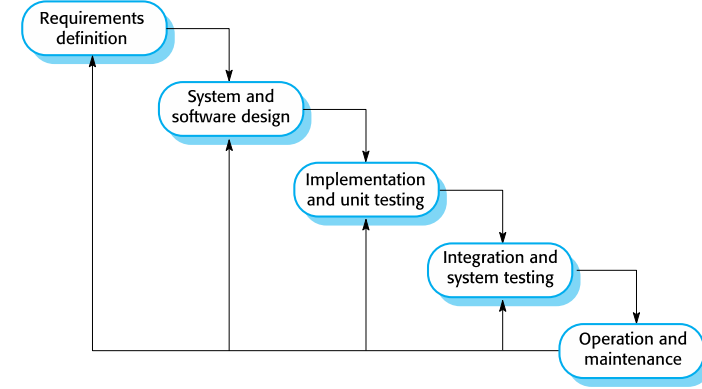 Requirements
definition
System and
software design
Implementation
and unit testing
Integration and
system testing
Operation and
maintenance